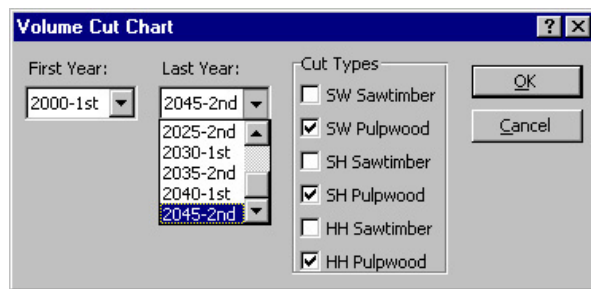 Volume Cut Chart
First Year:
2000-1st
Last Year:
2045-2nd
2025-2nd
2030-1st
2035-2nd
2040-1st
2045-2nd
Cut Types
SW Sawtimber
SW Pulpwood
SH Sawtimber
SH Pulpwood
HH Sawtimber
HH Pulpwood
OK
Cancel